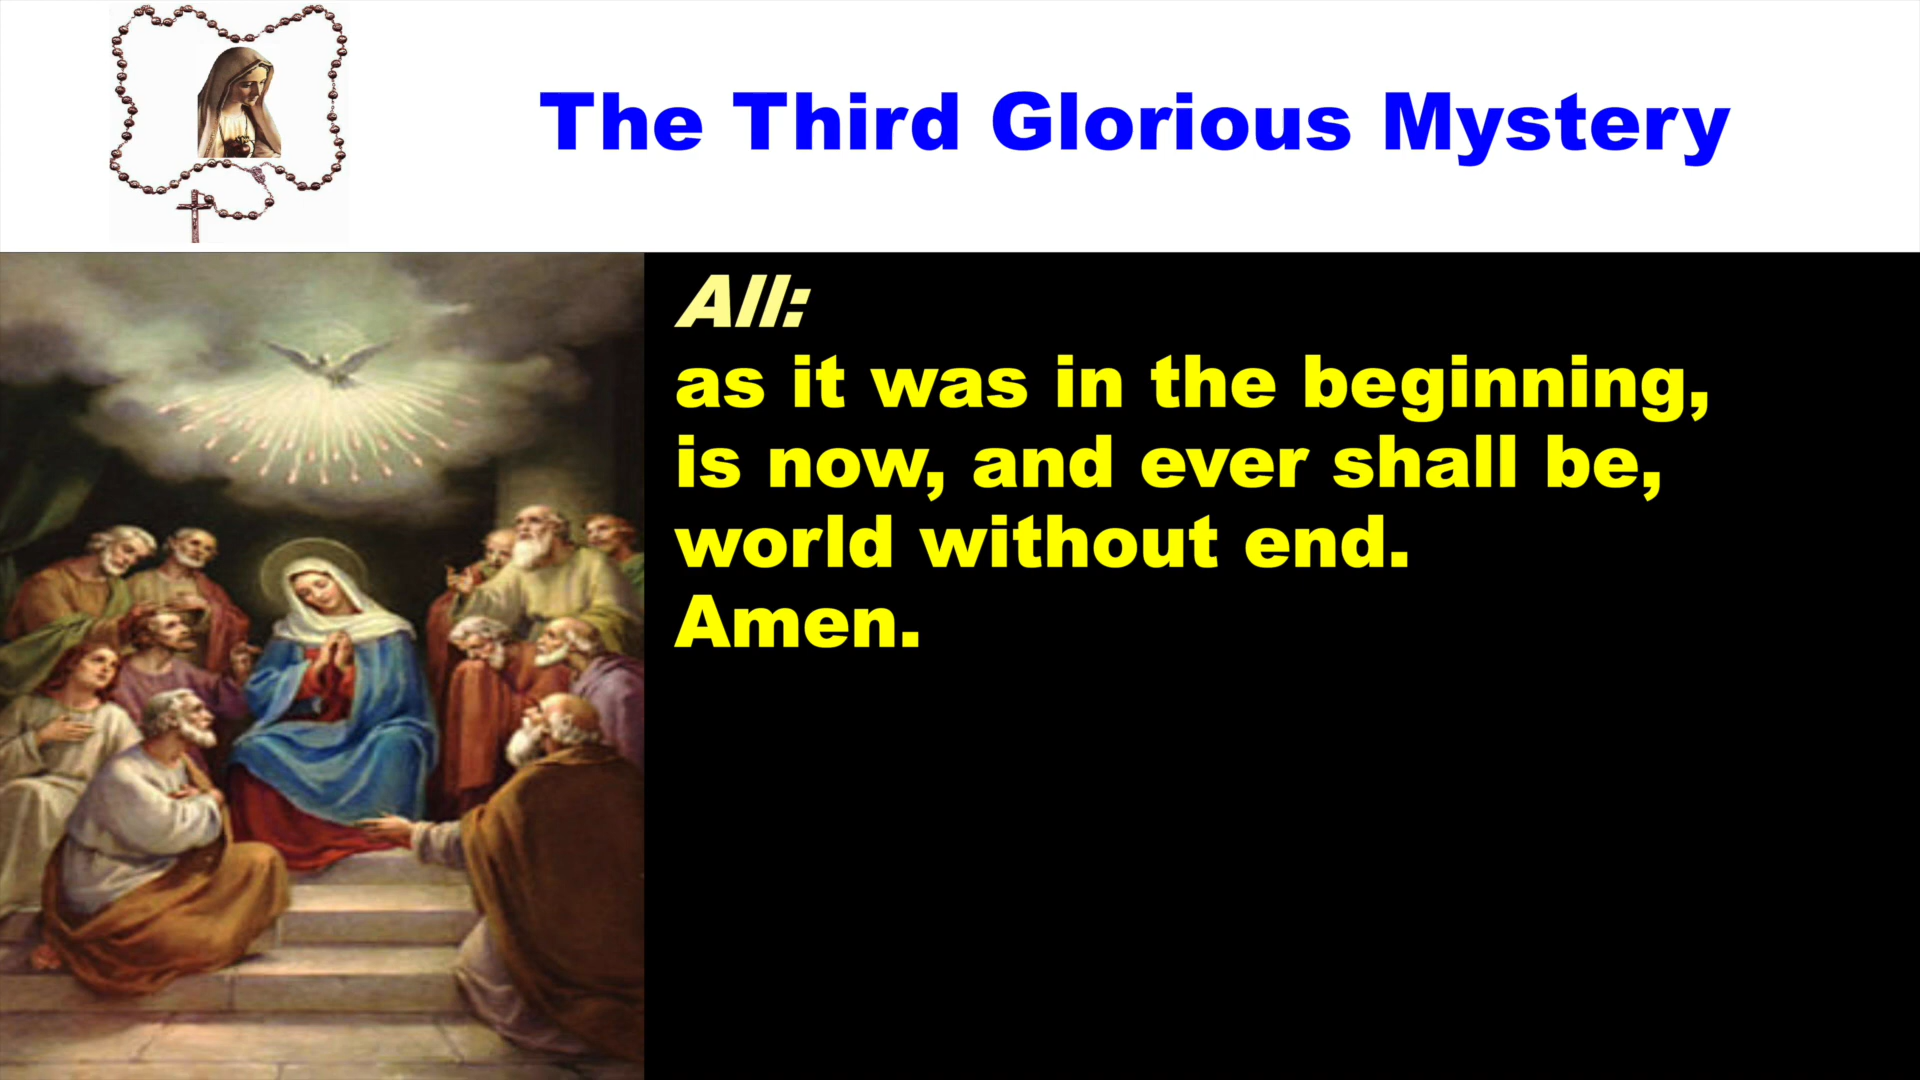 The Third Glorious Mystery
All:
as it was in the beginning,
is now, and ever shall be,
world without end.
Amen.